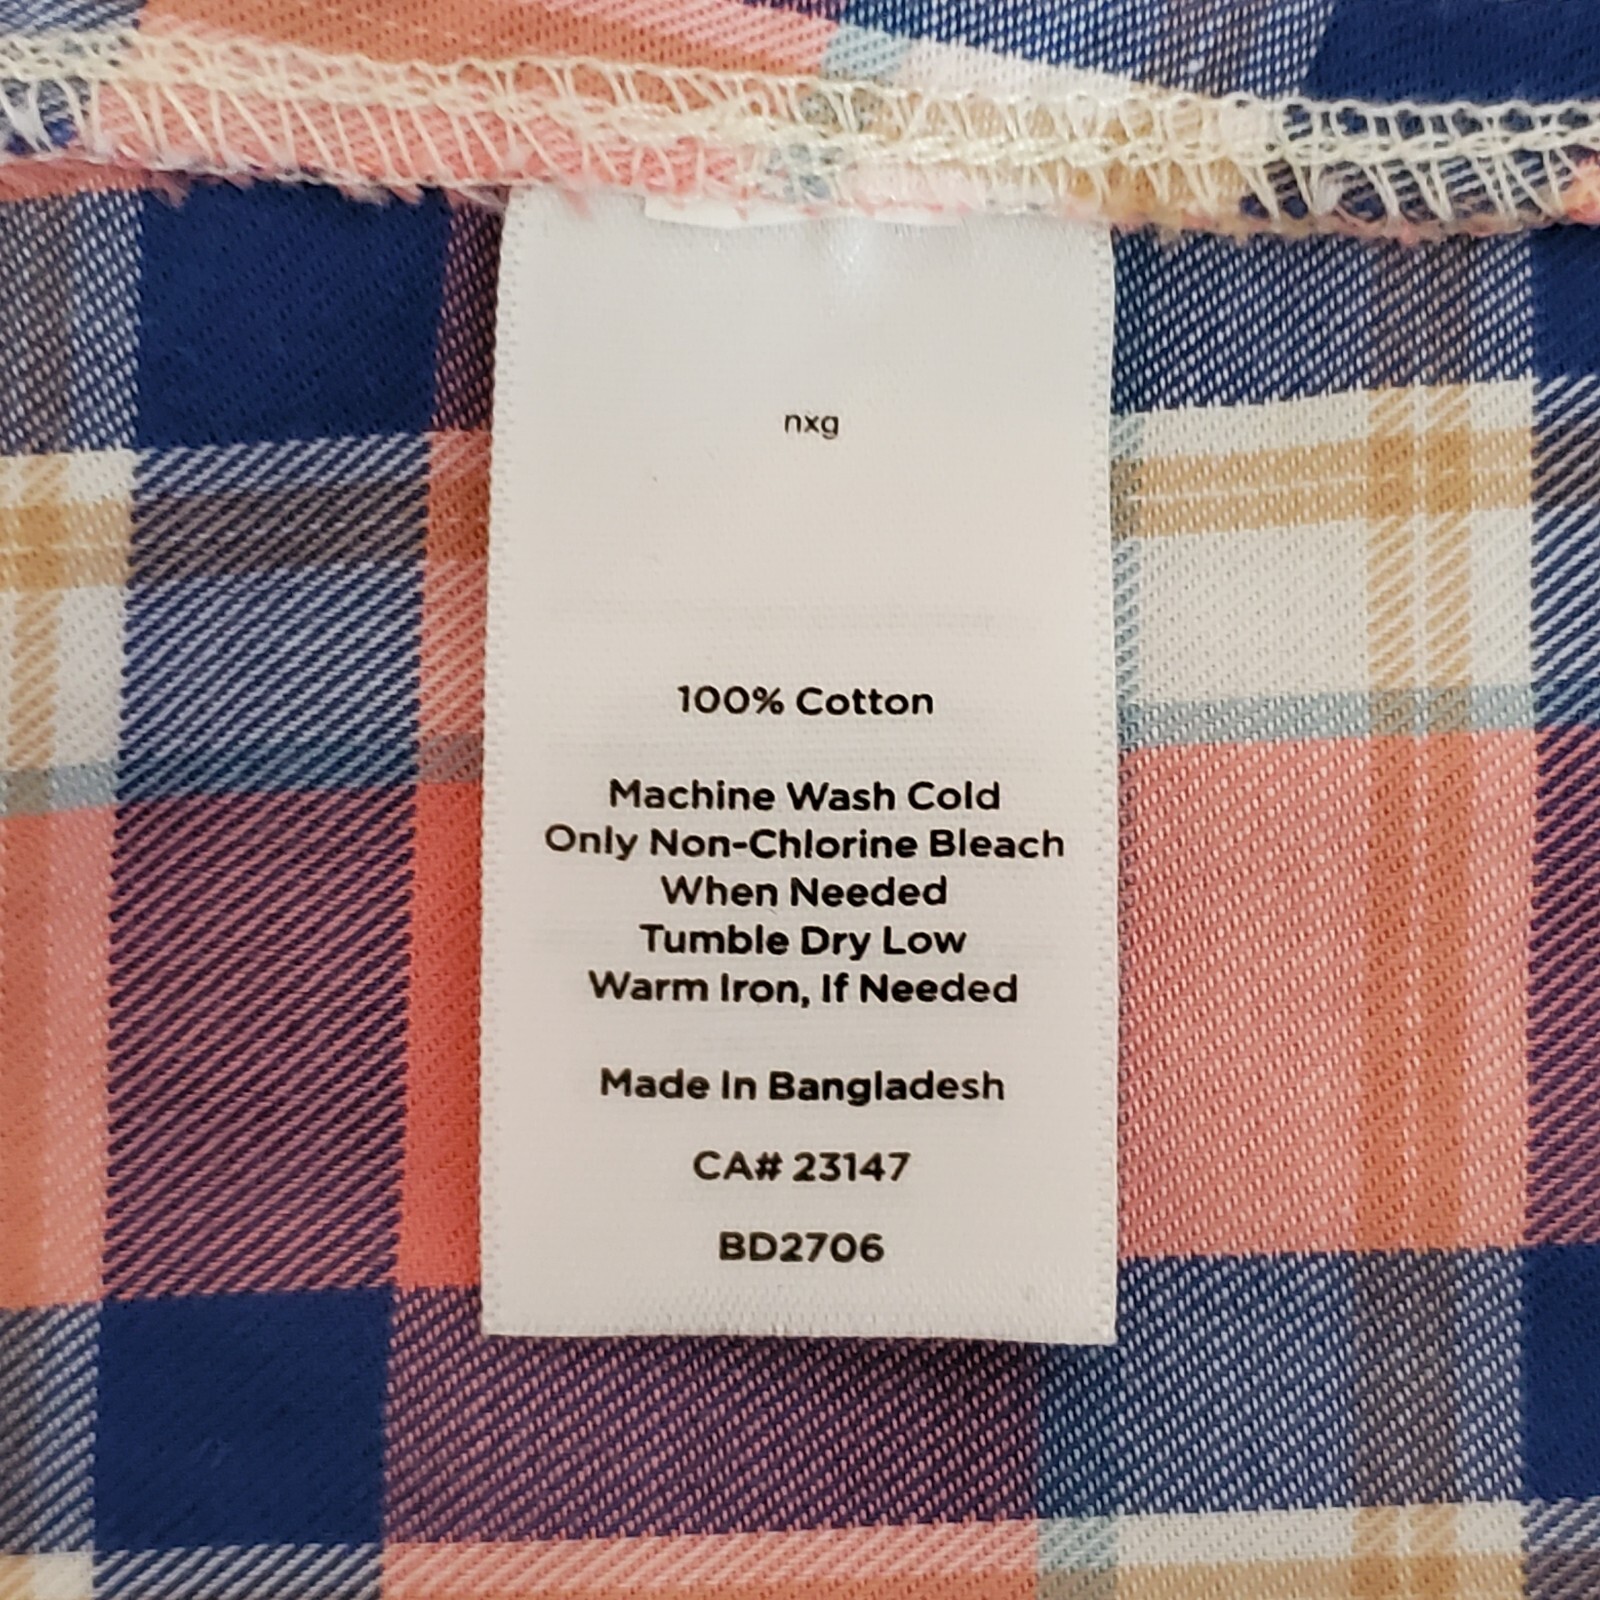 nxg
100% Cotton
Machine Wash Cold
Only Non-Chlorine Bleach
When Needed
Tumble Dry Low
Warm Iron, If Needed
Made In Bangladesh
CA# 23147
BD2706